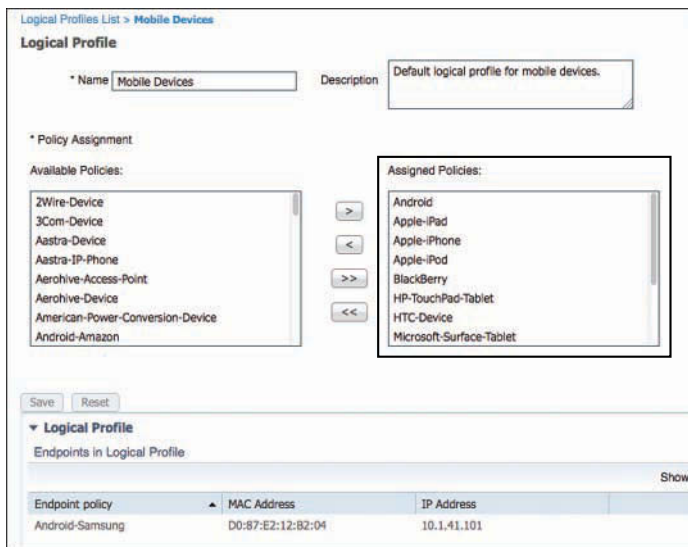 Logical Profiles List > Mobile Devices
Logical Profile
* Name Mobile Devices Description Default logical profile for mobile devices.
* Policy Assignment
Available Policies: Assigned Policies:
2Wire-Device
3Com-Device
Aastra-Device
Aastra-IP-Phone
Aerohive-Access-Point
Aerohive-Device
American-Power-Conversion-Device
Android-Amazon
>
<
>>
<<
Android
Apple-iPad
Apple-iPhone
Apple-iPod
BlackBerry
HP-TouchPad-Tablet
HTC-Device
Microsoft-Surface-Tablet
Save Reset
Logical Profile
Endpoints in Logical Profile
Show
Endpoint policy MAC Address IP Address
Android-Samsung D0:87:E2:12:B2:04 10.1.41.101